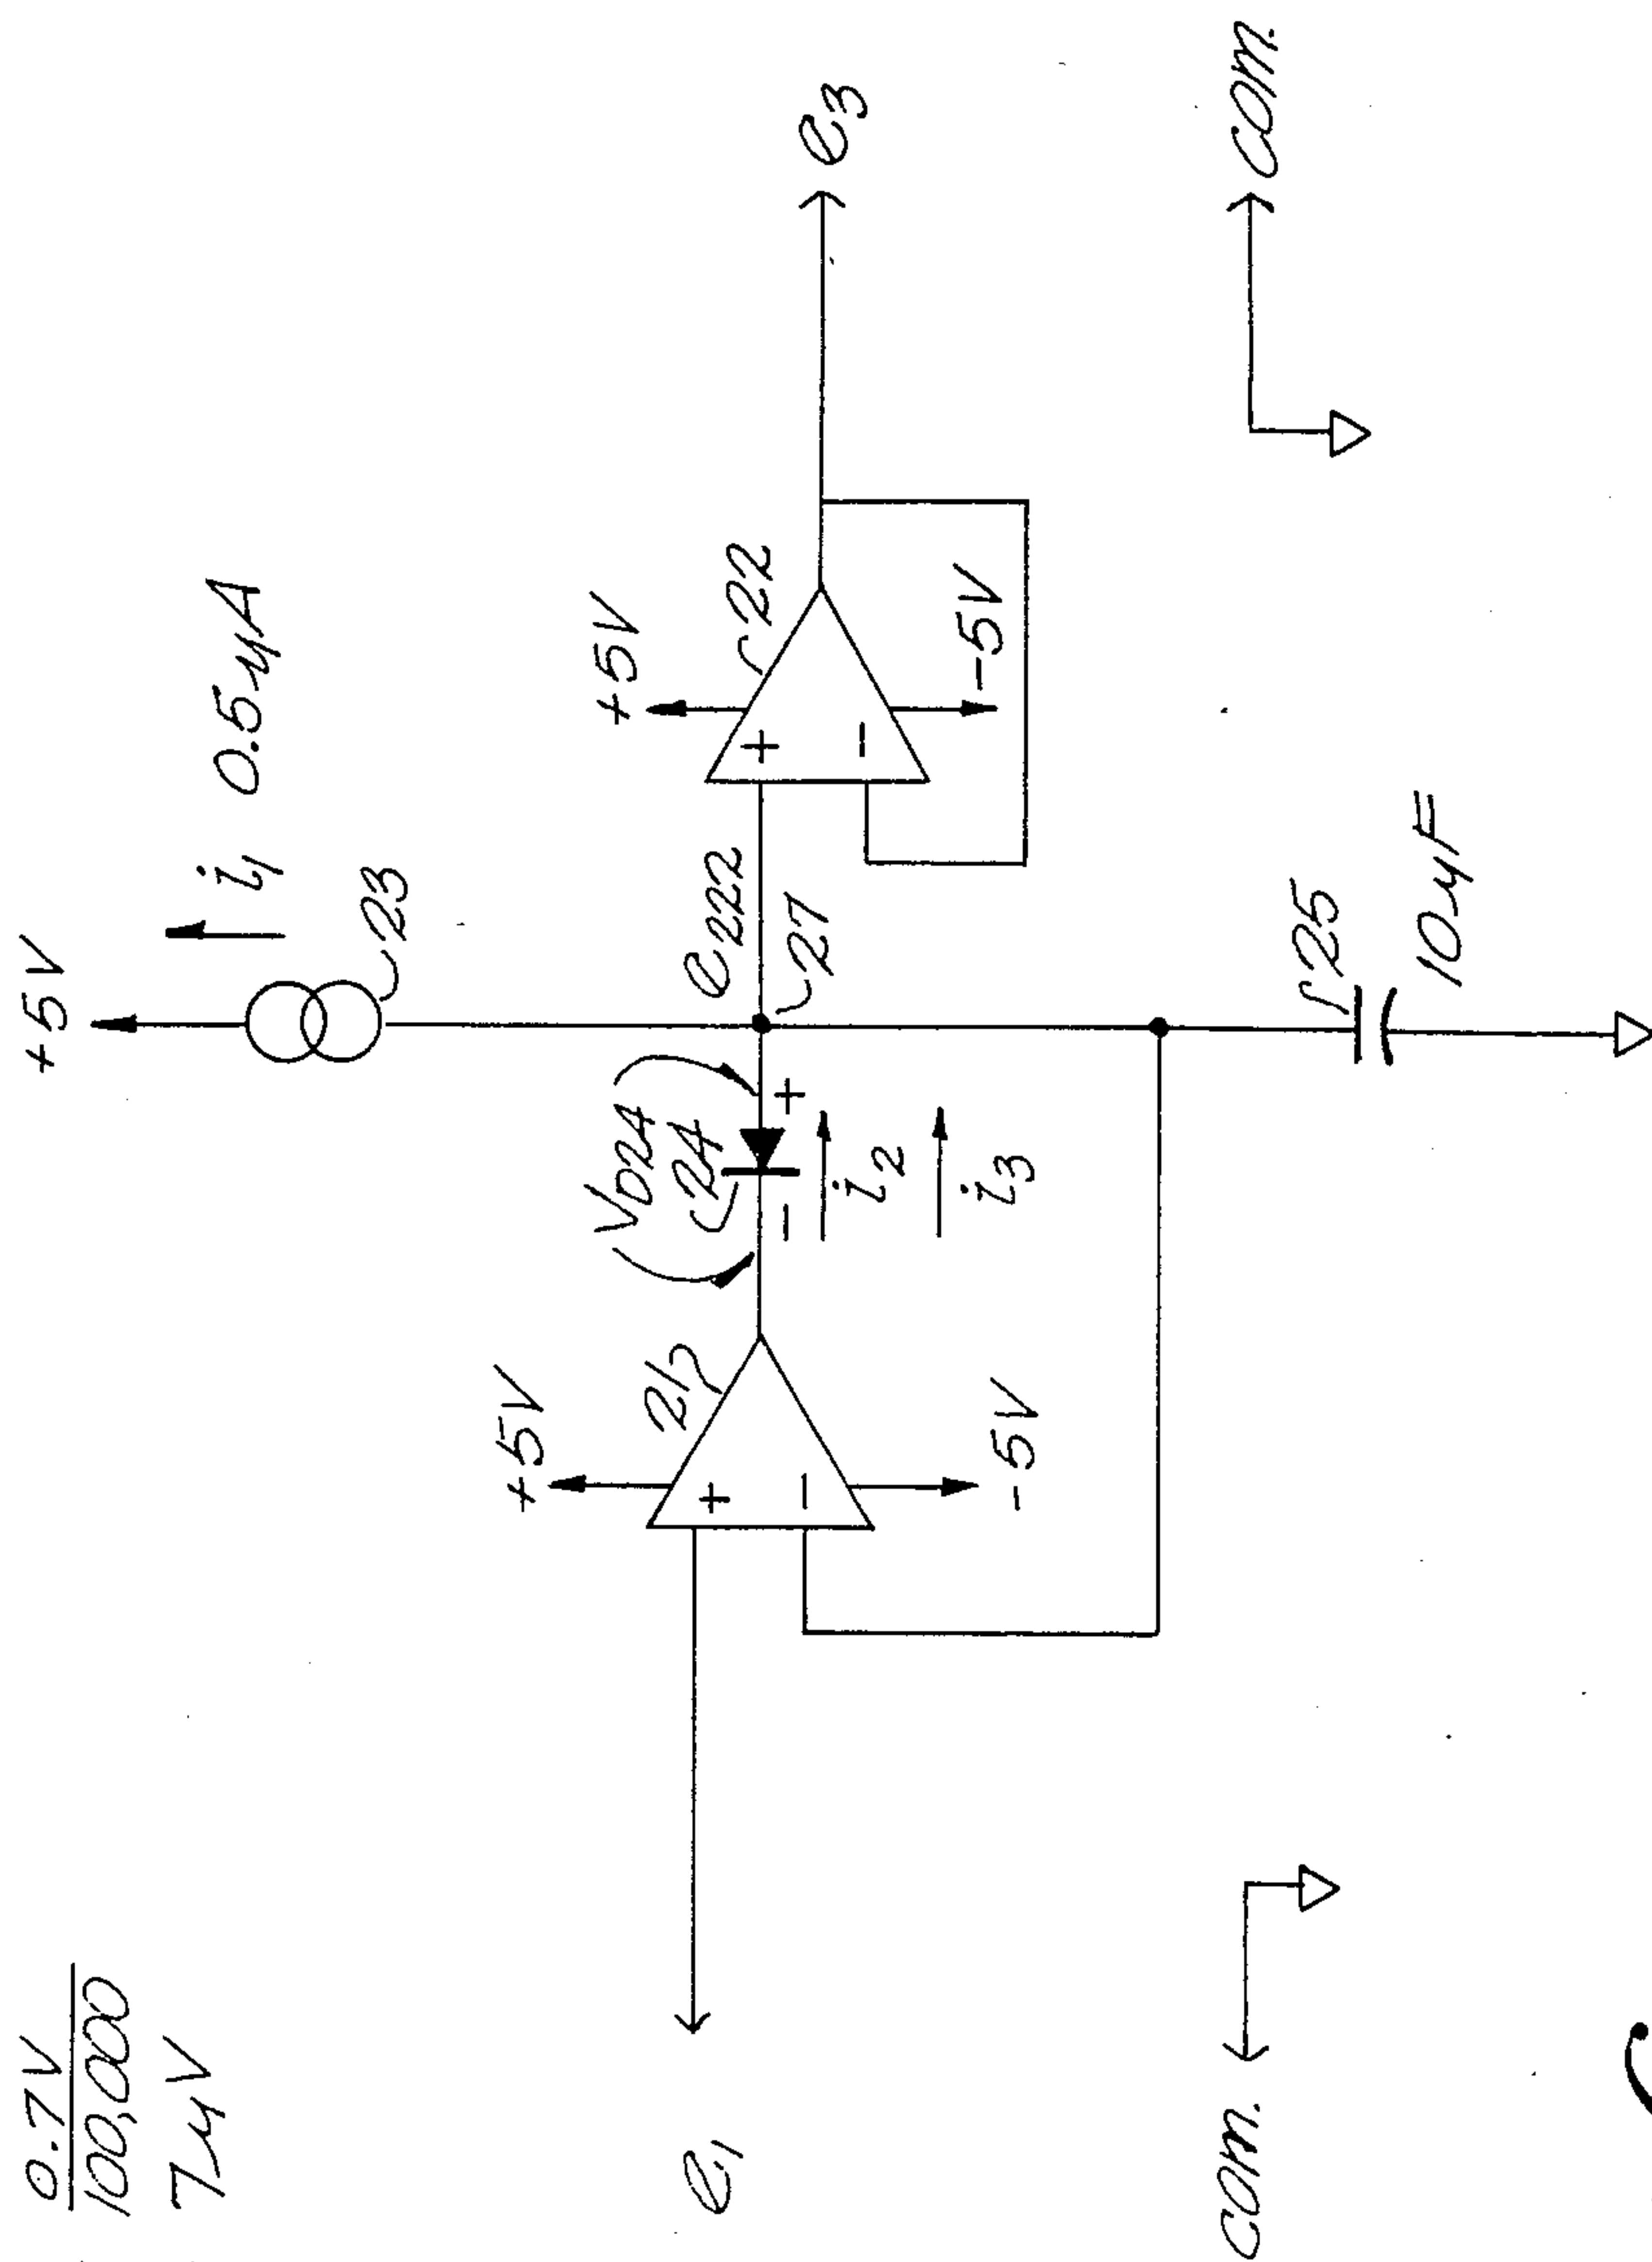 0.7V
100,000
7µV
+5V
i1 0.5µA
23
+5V
21
+
−
-5V
VD24
24
−
+
i2
i3
e222
27
+5V
22
+
−
-5V
e1
e3
25
10µF
com.
com.